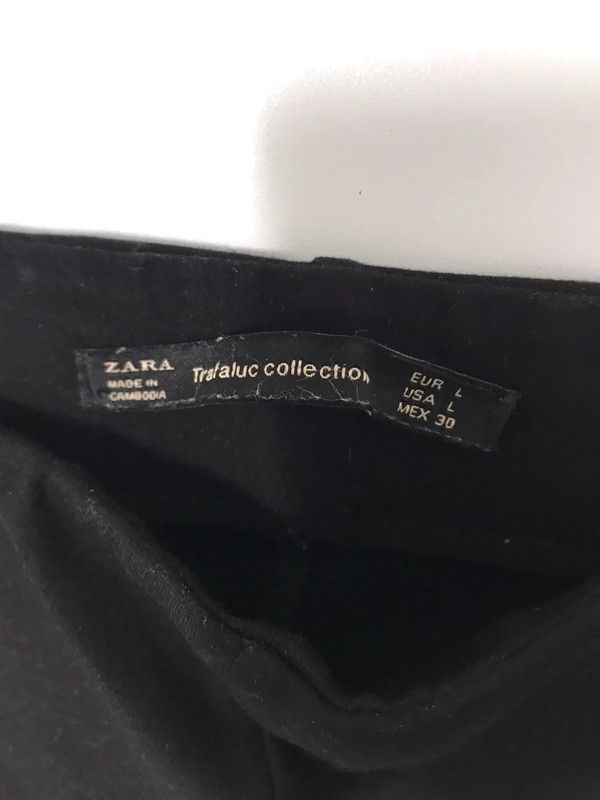 ZARA
MADE IN
CAMBODIA
Trafaluc collection
EUR L
USA L
MEX 30